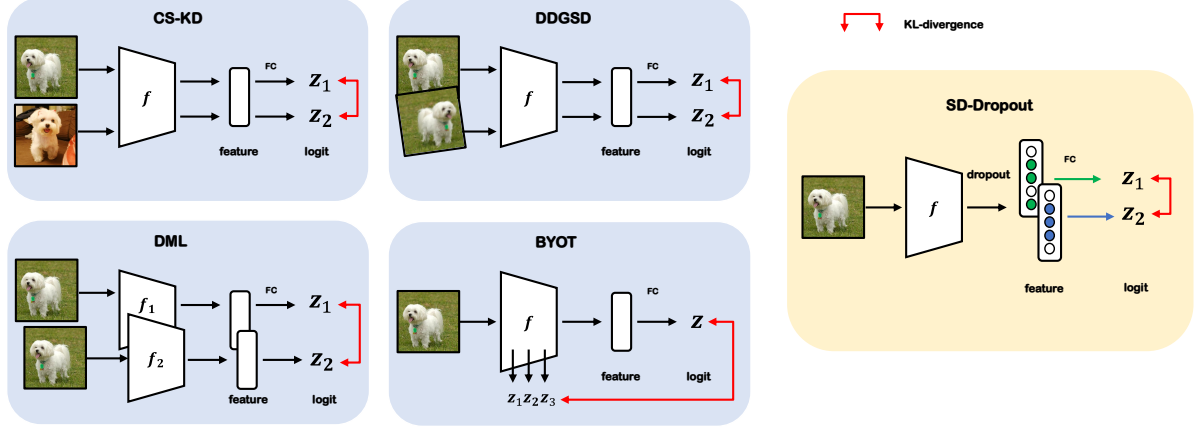 CS-KD
f
FC
z1
z2
feature
logit
DDGSD
f
FC
z1
z2
feature
logit
KL-divergence
SD-Dropout
f
dropout
FC
z1
z2
feature
logit
DML
f1
f2
FC
z1
z2
feature
logit
BYOT
f
FC
z
z1 z2 z3
feature
logit